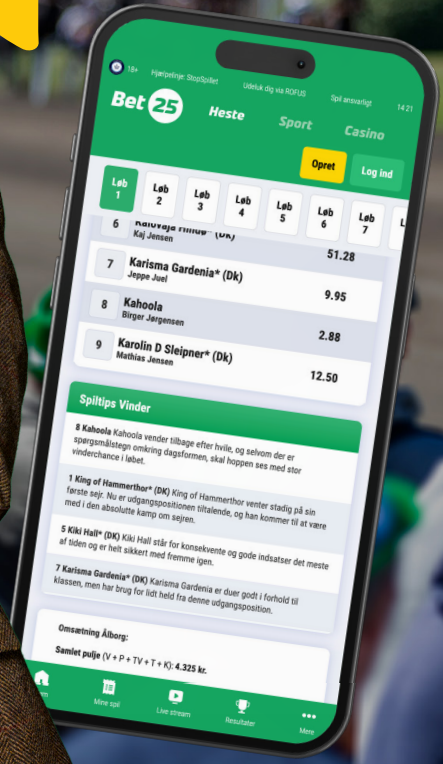 18+ Hjælpelinje: StopSpillet Udeluk dig via ROFUS Spil ansvarligt 14 21
Bet 25 Heste Sport Casino
Opret Log ind
Løb 1 Løb 2 Løb 3 Løb 4 Løb 5 Løb 6 Løb 7
6 (Dk) 51.28
Kaj Jensen
7 Karisma Gardenia* (Dk) 9.95
Jeppe Juel
8 Kahoola 2.88
Birger Jørgensen
9 Karolin D Sleipner* (Dk) 12.50
Mathias Jensen
Spiltips Vinder
8 Kahoola Kahoola vender tilbage efter hvile, og selvom der er
spørgsmålstegn omkring dagsformen, skal hoppen ses med stor
vinderchance i løbet.
1 King of Hammerthor* (DK) King of Hammerthor venter stadig på sin
første sejr. Nu er udgangspositionen tiltalende, og han kommer til at være
med i den absolutte kamp om sejren.
5 Kiki Hall* (DK) Kiki Hall står for konsekvente og gode indsatser det meste
af tiden og er helt sikkert med fremme igen.
7 Karisma Gardenia* (DK) Karisma Gardenia er duer godt i forhold til
klassen, men har brug for lidt held fra denne udgangsposition.
Omsætning Ålborg:
Samlet pulje (V + P + TV + T + K): 4.325 kr.
Mine spil Live stream Resultater Mere